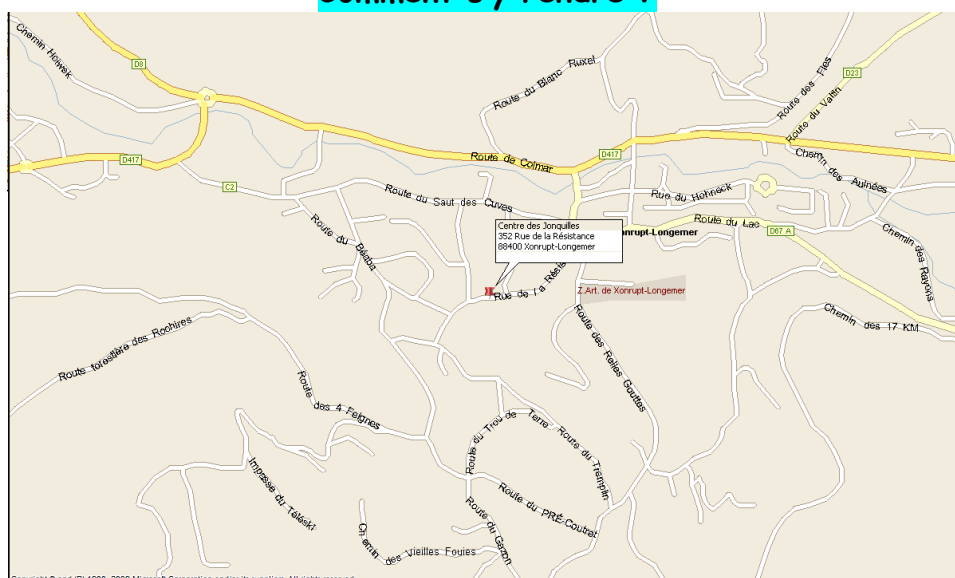 Comment s'y rendre ?
Chemin Holwek
D8
Route du Blanc Ruxel
Route des Fies
D23
Route du Valtin
D417
Route de Colmar
D417
Chemin des Aulnées
C2
Route du Saut des Cuves
Rue du Hohneck
Route du Lac
D67 A
Centre des Jonquilles
352 Rue de la Résistance
88400 Xonrupt-Longemer
nrupt-Longemer
Route du Béaba
Chemin des Rayons
Rue de la Résis
Z.Art. de Xonrupt-Longemer
Chemin des 17 KM
Route forestière des Rochires
Route des Relles Gouttes
Route des 4 Feignes
Route du Trou de Terre
Route du Tremplin
Impasse du Téléski
Route du PRÉ-Coutret
Route du Gazon
Chemin des Vieilles Fouies